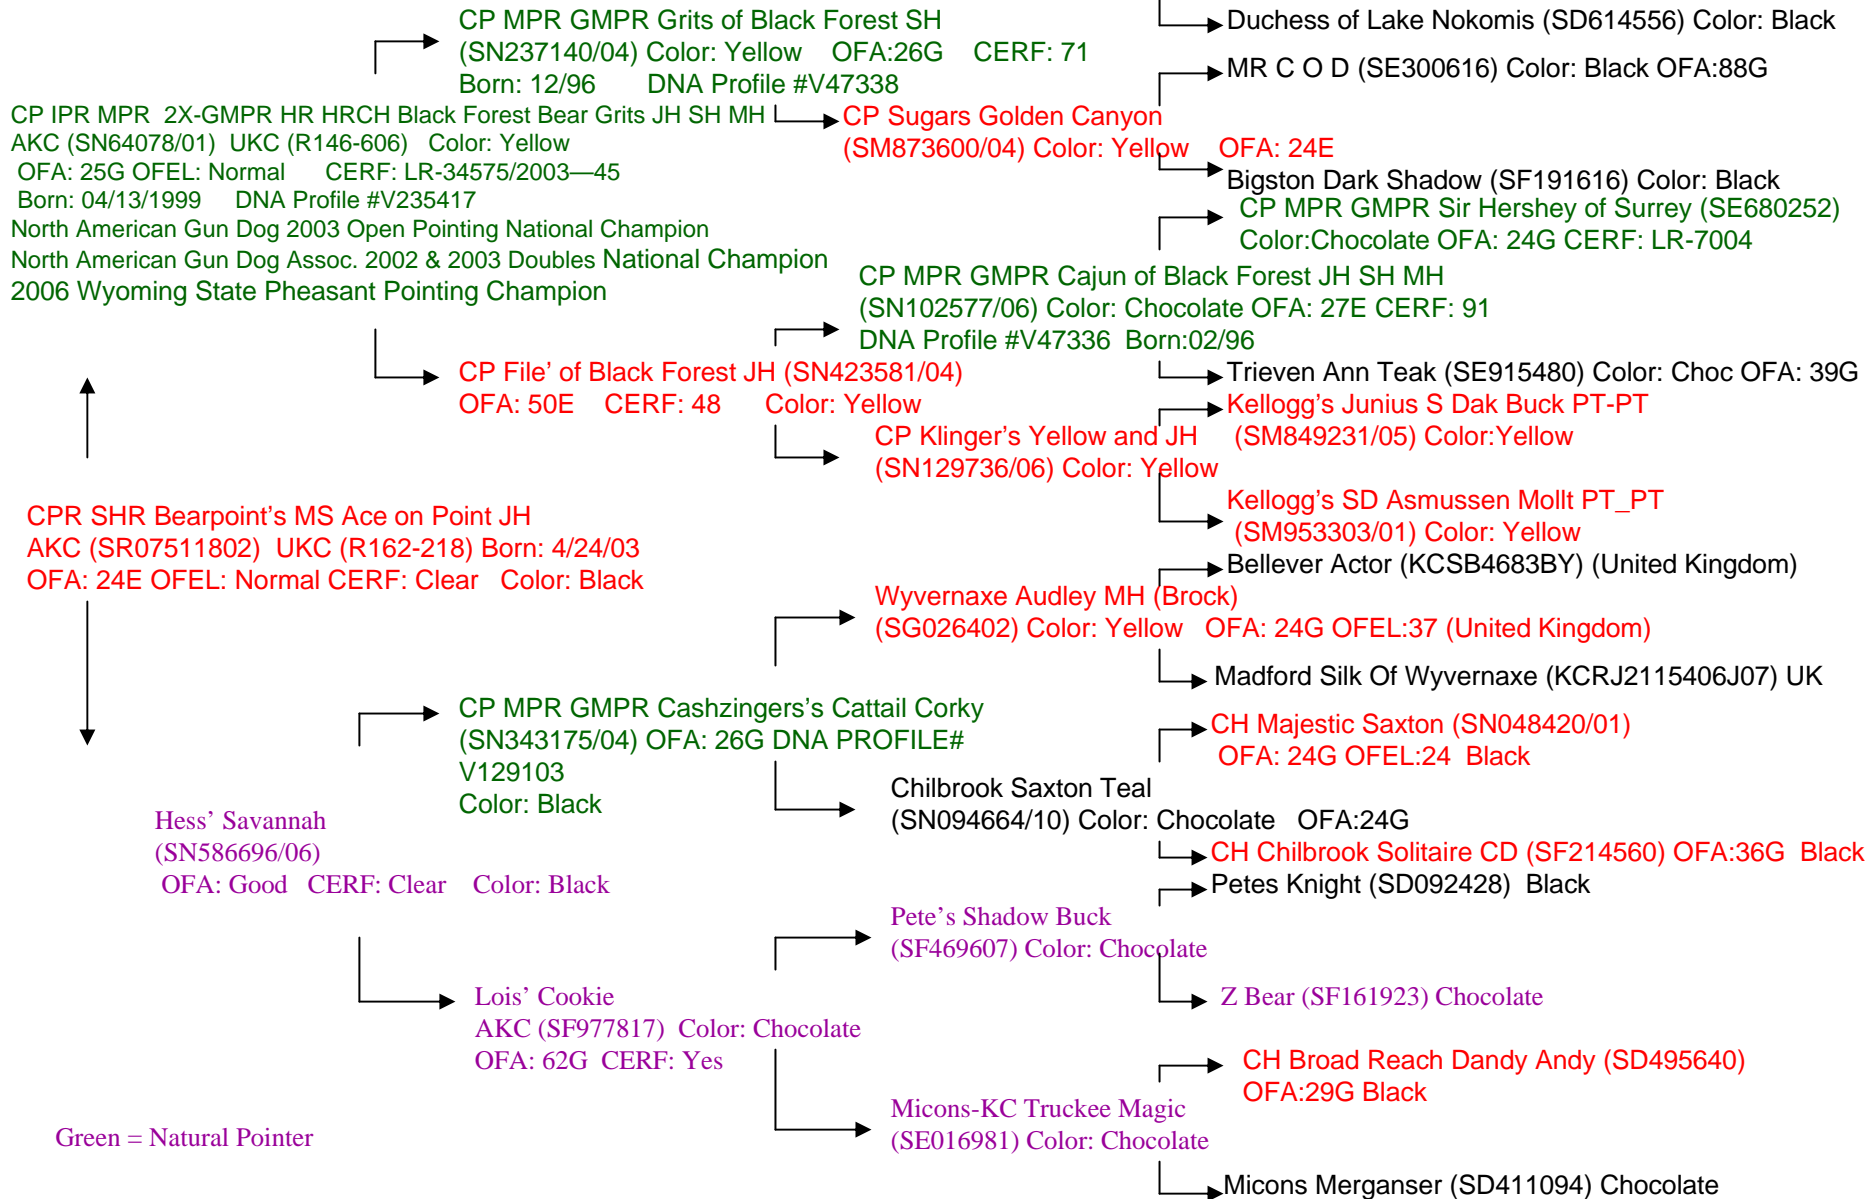 CP MPR GMPR Grits of Black Forest SH
(SN237140/04) Color: Yellow OFA:26G CERF: 71
Born: 12/96 DNA Profile #V47338
CP IPR MPR 2X-GMPR HR HRCH Black Forest Bear Grits JH SH MH
AKC (SN64078/01) UKC (R146-606) Color: Yellow
OFA: 25G OFEL: Normal CERF: LR-34575/2003—45
Born: 04/13/1999 DNA Profile #V235417
North American Gun Dog 2003 Open Pointing National Champion
North American Gun Dog Assoc. 2002 & 2003 Doubles National Champion
2006 Wyoming State Pheasant Pointing Champion
CP File’ of Black Forest JH (SN423581/04)
OFA: 50E CERF: 48 Color: Yellow
CPR SHR Bearpoint’s MS Ace on Point JH
AKC (SR07511802) UKC (R162-218) Born: 4/24/03
OFA: 24E OFEL: Normal CERF: Clear Color: Black
CP MPR GMPR Cashzingers’s Cattail Corky
(SN343175/04) OFA: 26G DNA PROFILE#
V129103
Color: Black
Hess’ Savannah
(SN586696/06)
OFA: Good CERF: Clear Color: Black
Lois’ Cookie
AKC (SF977817) Color: Chocolate
OFA: 62G CERF: Yes
Green = Natural Pointer
CP Sugars Golden Canyon
(SM873600/04) Color: Yellow OFA: 24E
CP MPR GMPR Cajun of Black Forest JH SH MH
(SN102577/06) Color: Chocolate OFA: 27E CERF: 91
DNA Profile #V47336 Born:02/96
CP Klinger’s Yellow and JH
(SN129736/06) Color: Yellow
Wyvernaxe Audley MH (Brock)
(SG026402) Color: Yellow OFA: 24G OFEL:37 (United Kingdom)
Chilbrook Saxton Teal
(SN094664/10) Color: Chocolate OFA:24G
Pete’s Shadow Buck
(SF469607) Color: Chocolate
Micons-KC Truckee Magic
(SE016981) Color: Chocolate
Duchess of Lake Nokomis (SD614556) Color: Black
MR C O D (SE300616) Color: Black OFA:88G
Bigston Dark Shadow (SF191616) Color: Black
CP MPR GMPR Sir Hershey of Surrey (SE680252)
Color:Chocolate OFA: 24G CERF: LR-7004
Trieven Ann Teak (SE915480) Color: Choc OFA: 39G
Kellogg’s Junius S Dak Buck PT-PT
(SM849231/05) Color:Yellow
Kellogg’s SD Asmussen Mollt PT_PT
(SM953303/01) Color: Yellow
Bellever Actor (KCSB4683BY) (United Kingdom)
Madford Silk Of Wyvernaxe (KCRJ2115406J07) UK
CH Majestic Saxton (SN048420/01)
OFA: 24G OFEL:24 Black
CH Chilbrook Solitaire CD (SF214560) OFA:36G Black
Petes Knight (SD092428) Black
Z Bear (SF161923) Chocolate
CH Broad Reach Dandy Andy (SD495640)
OFA:29G Black
Micons Merganser (SD411094) Chocolate